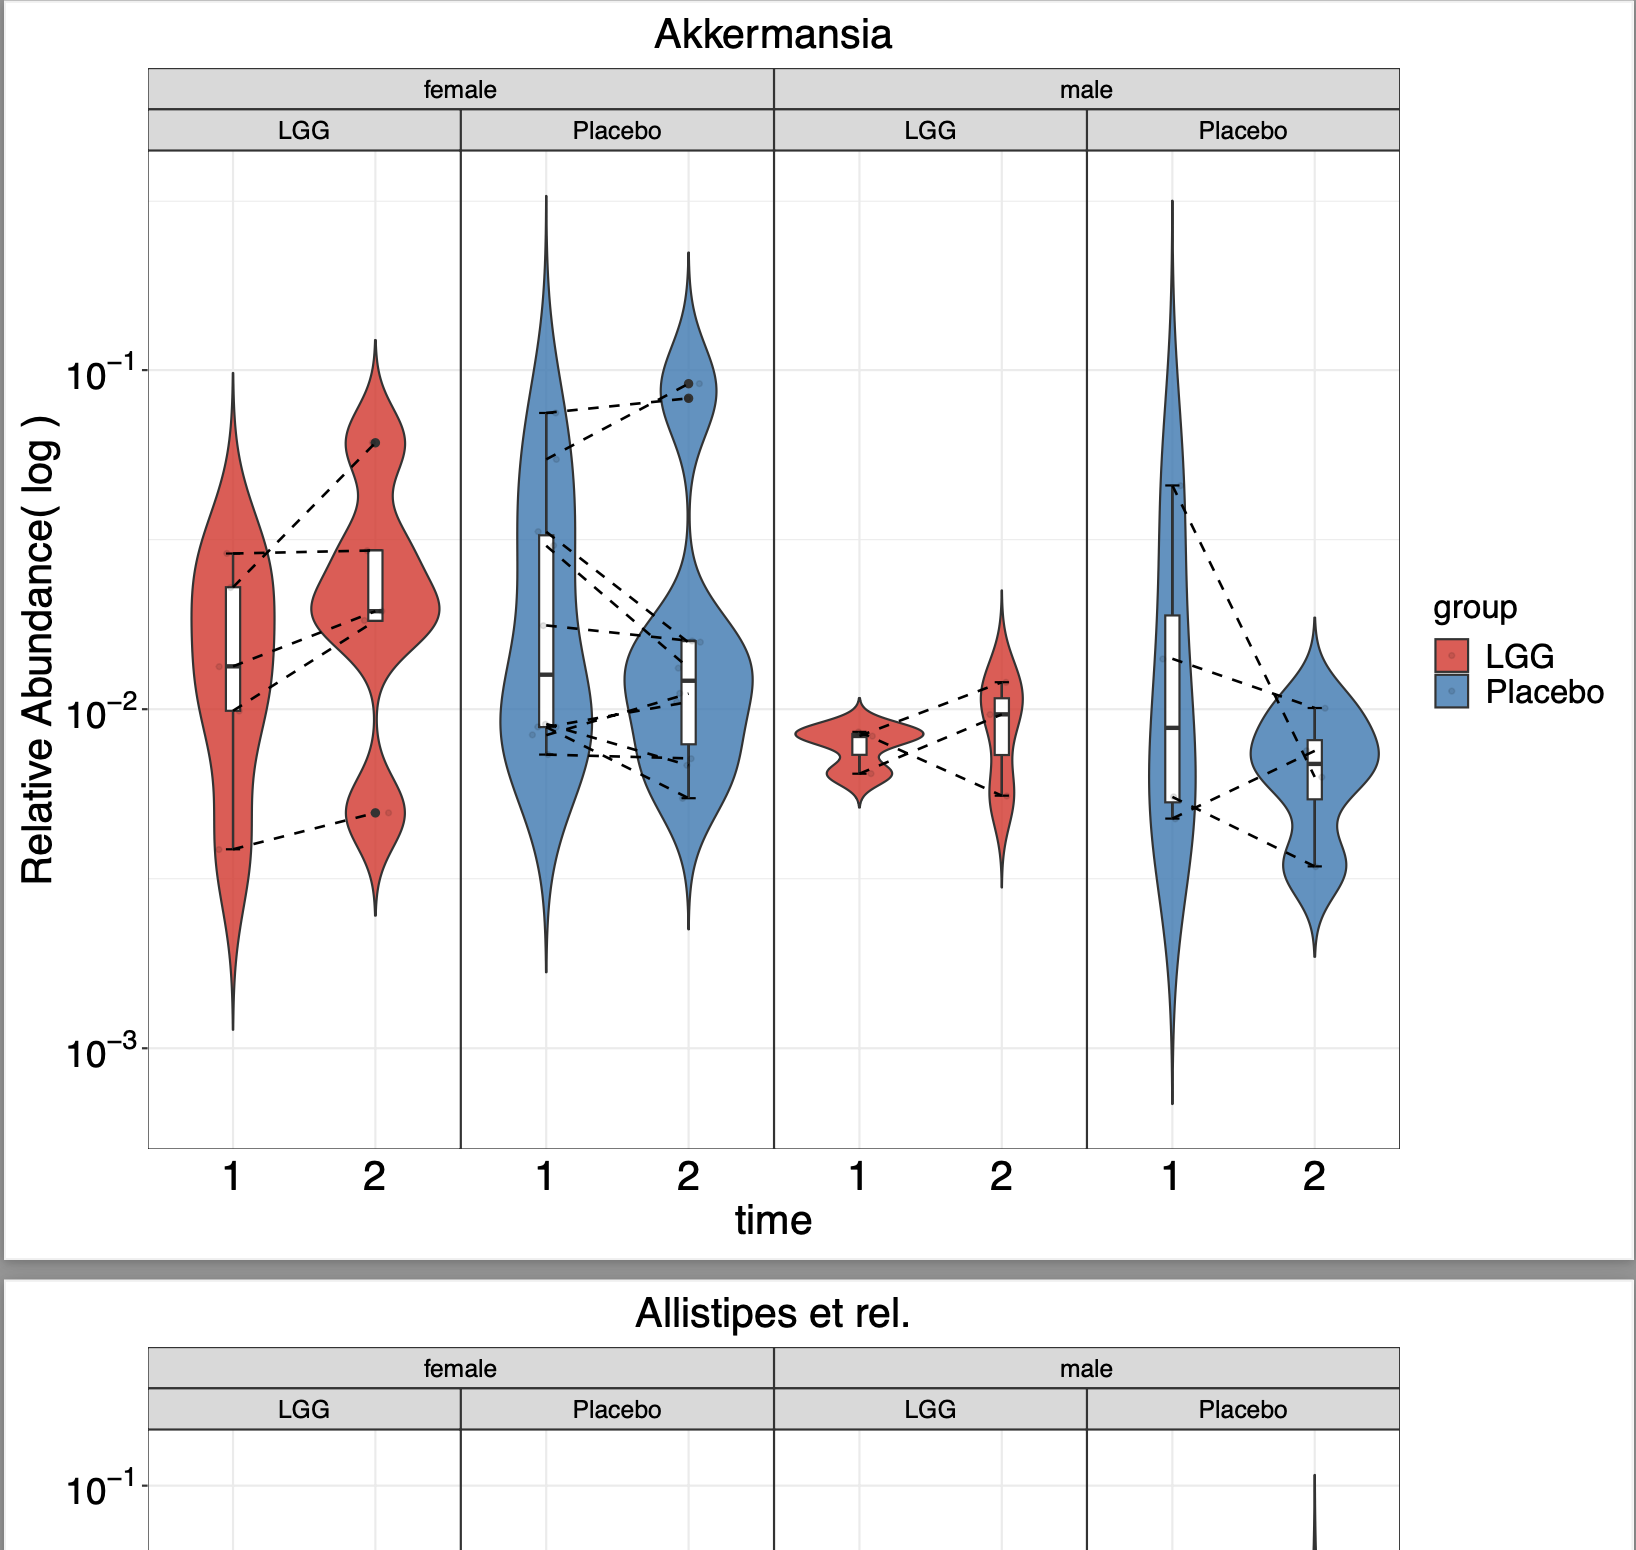 Akkermansia
female male
LGG Placebo LGG Placebo
10−1
10−2
10−3
Relative Abundance( log )
1 2 1 2 1 2 1 2
time
group
LGG
Placebo
Allistipes et rel.
female male
LGG Placebo LGG Placebo
10−1